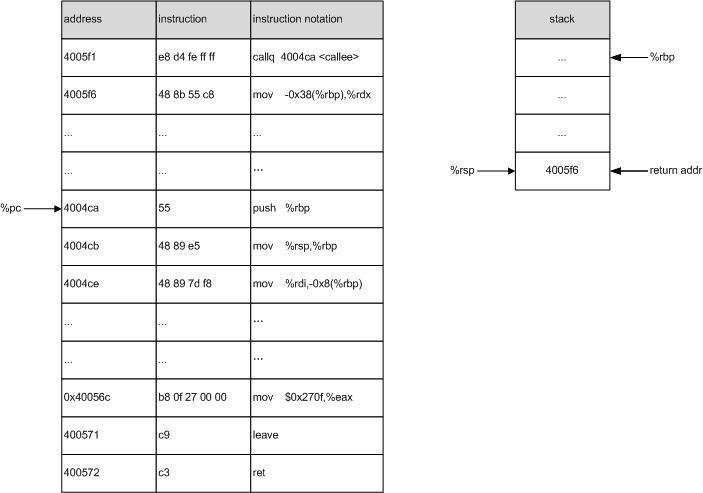 address instruction instruction notation stack
4005f1 e8 d4 fe ff ff callq 4004ca <callee> ... %rbp
4005f6 48 8b 55 c8 mov -0x38(%rbp),%rdx ...
... ... ... ...
... ... ... %rsp 4005f6 return addr
%pc 4004ca 55 push %rbp
4004cb 48 89 e5 mov %rsp,%rbp
4004ce 48 89 7d f8 mov %rdi,-0x8(%rbp)
... ... ...
... ... ...
0x40056c b8 0f 27 00 00 mov $0x270f,%eax
400571 c9 leave
400572 c3 ret